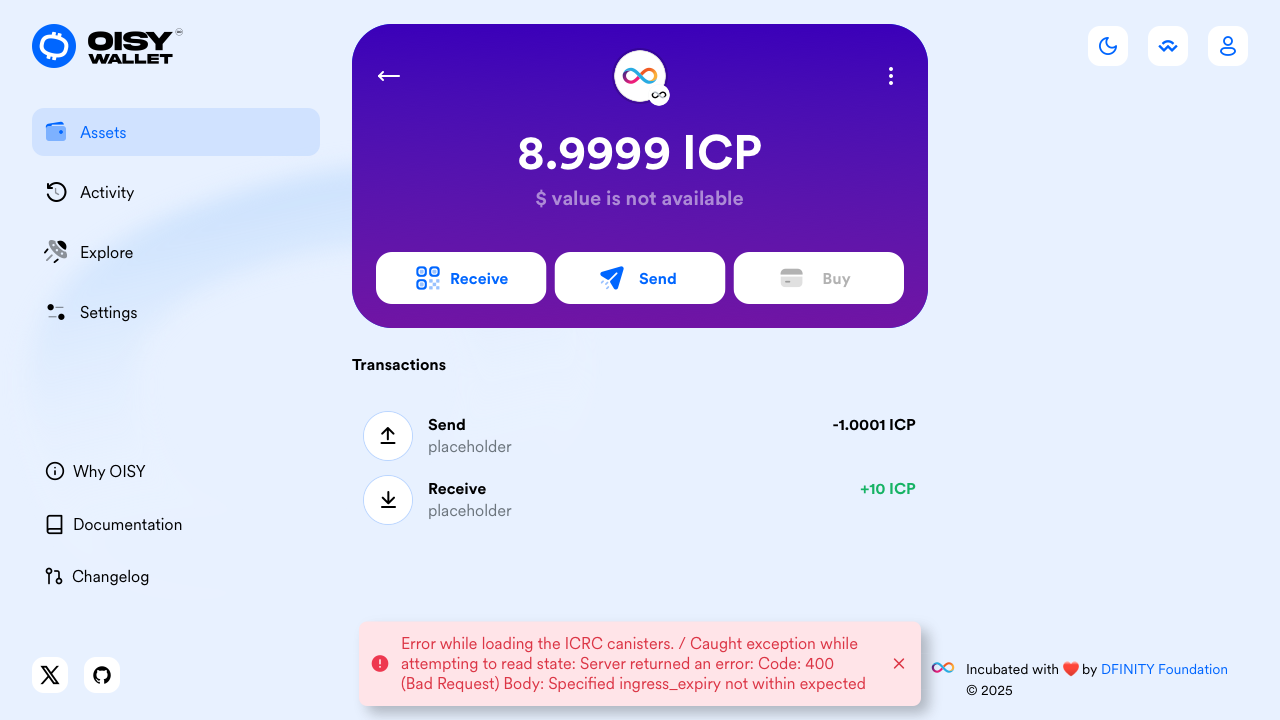 OISY
WALLET
Assets
Activity
Explore
Settings
Why OISY
Documentation
Changelog
8.9999 ICP
$ value is not available
Receive
Send
Buy
Transactions
Send
-1.0001 ICP
placeholder
Receive
+10 ICP
placeholder
Error while loading the ICRC canisters. / Caught exception while
attempting to read state: Server returned an error: Code: 400
(Bad Request) Body: Specified ingress_expiry not within expected
Incubated with ❤️ by DFINITY Foundation
© 2025